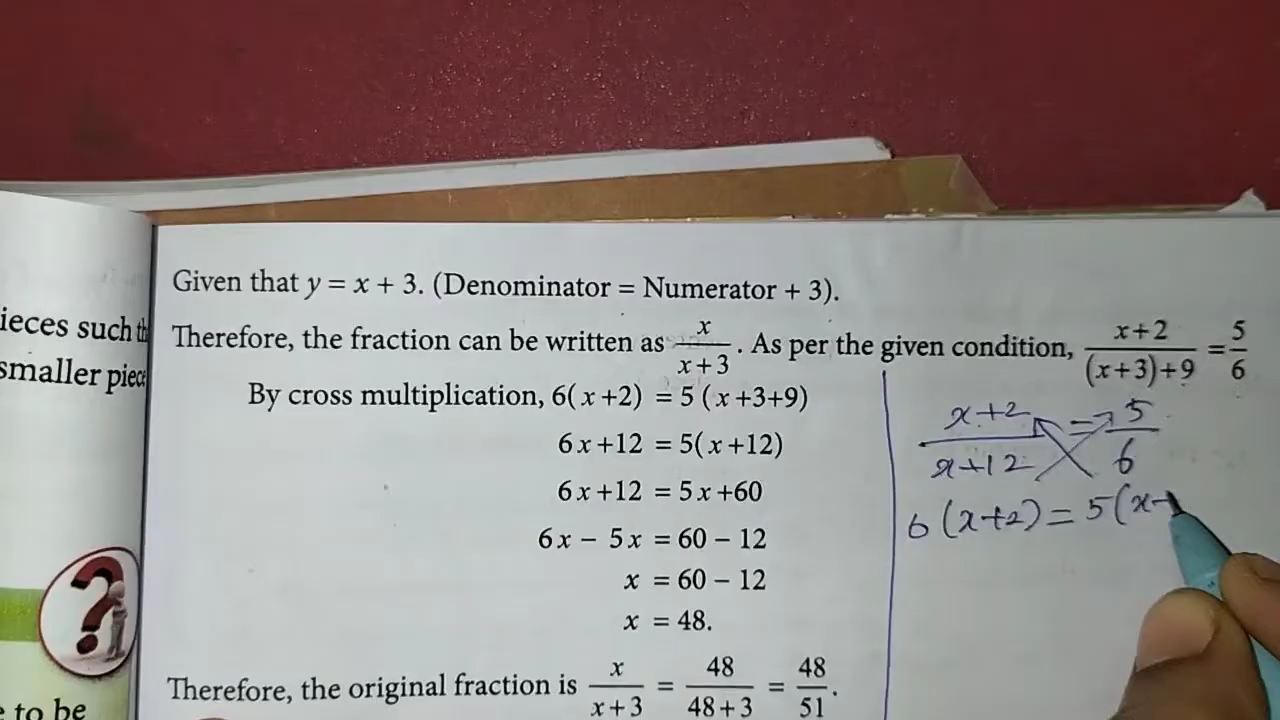 ieces such
smaller piece
Given that y = x + 3. (Denominator = Numerator + 3).
Therefore, the fraction can be written as x/(x+3). As per the given condition, (x+2)/((x+3)+9) = 5/6
By cross multiplication, 6(x+2) = 5(x+3+9)
6x+12 = 5(x+12)
6x+12 = 5x+60
6x − 5x = 60 − 12
x = 60 − 12
x = 48.
Therefore, the original fraction is x/(x+3) = 48/(48+3) = 48/51.
(x+2)/(x+12) = 5/6
6(x+2) = 5(x
?
to be